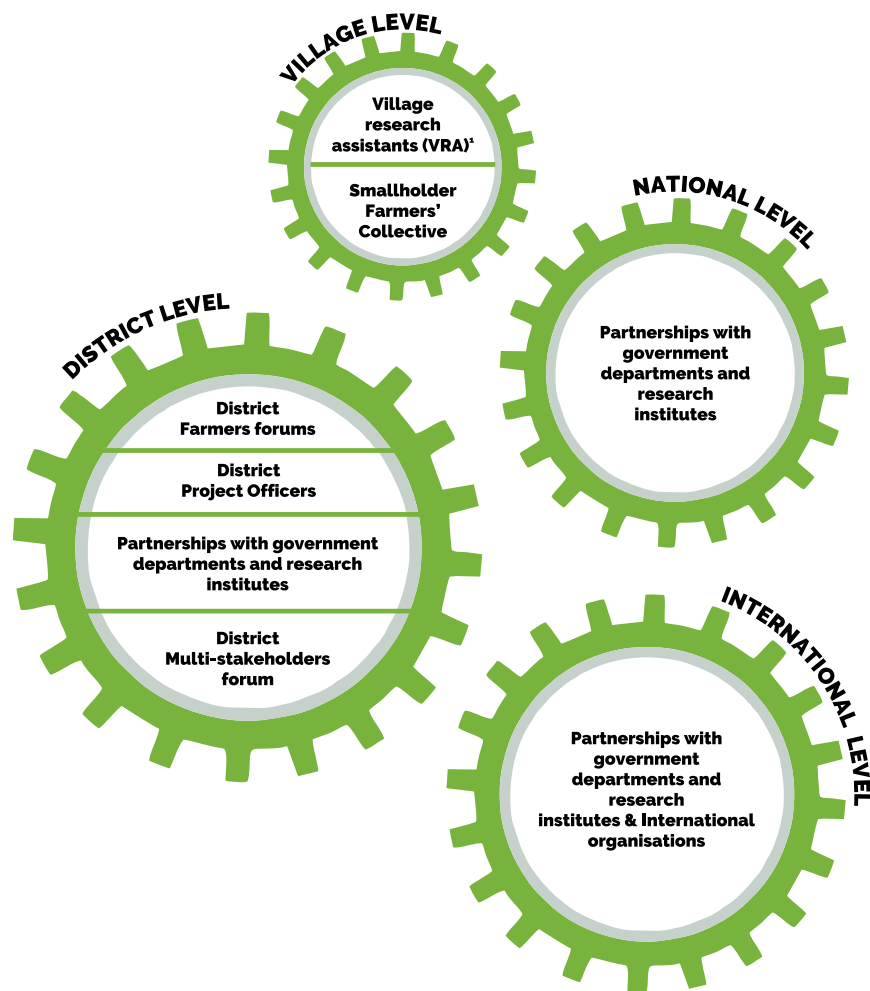 VILLAGE LEVEL
Village
research
assistants (VRA)¹
Smallholder
Farmers’
Collective
NATIONAL LEVEL
Partnerships with
government
departments and
research
institutes
DISTRICT LEVEL
District
Farmers forums
District
Project Officers
Partnerships with government
departments and research
institutes
District
Multi-stakeholders
forum
INTERNATIONAL LEVEL
Partnerships with
government
departments and
research
institutes & International
organisations